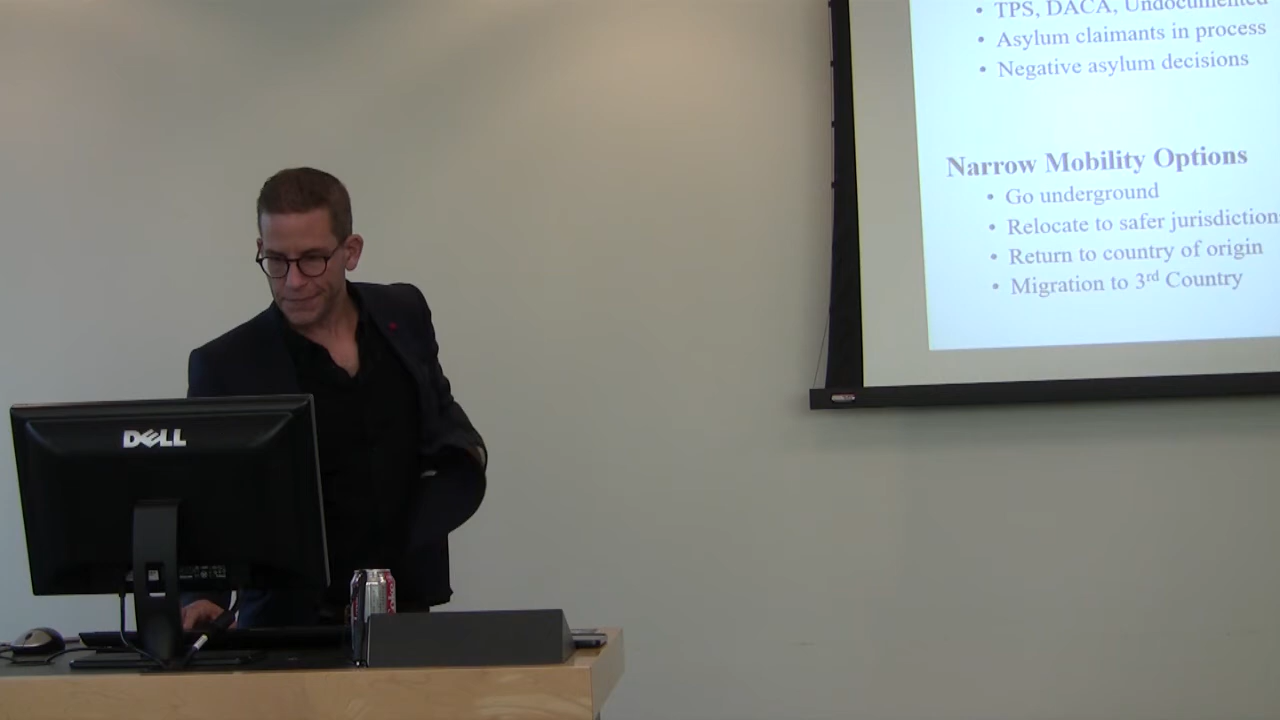 • TPS, DACA, Undocumented
• Asylum claimants in process
• Negative asylum decisions
Narrow Mobility Options
• Go underground
• Relocate to safer jurisdiction
• Return to country of origin
• Migration to 3rd Country
DELL